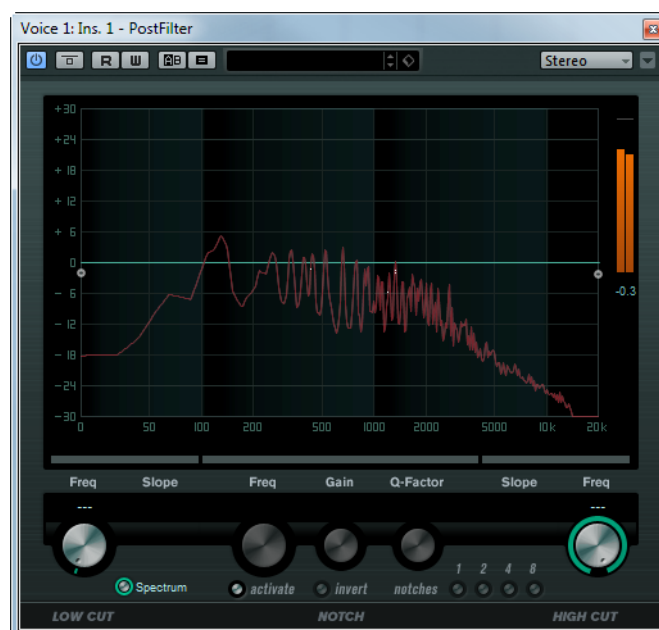 Voice 1: Ins. 1 - PostFilter
R W AB Stereo
+30
+24
+18
+12
+6
0
-6
-12
-18
-24
-30
-0.3
0 50 100 200 500 1000 2000 5000 10k 20k
Freq Slope Freq Gain Q-Factor Slope Freq
--- ---
1 2 4 8
Spectrum activate invert notches
LOW CUT NOTCH HIGH CUT